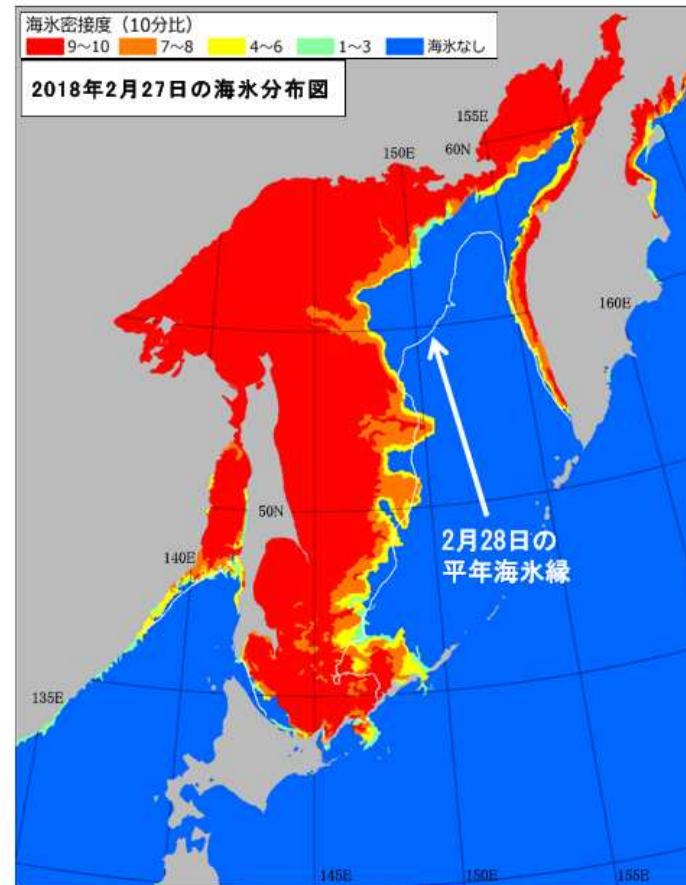 海氷密接度（10分比）
9～10 7～8 4～6 1～3 海氷なし
2018年2月27日の海氷分布図
155E
150E
60N
160E
50N
2月28日の
平年海氷縁
140E
135E
145E
150E
155E